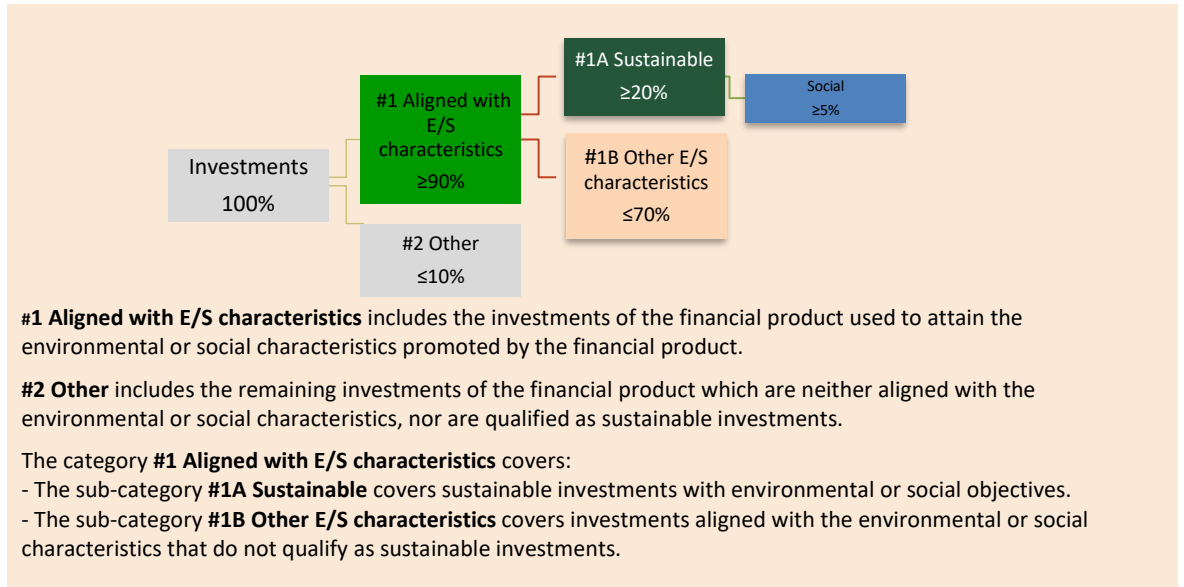 #1A Sustainable
≥20%
Social
≥5%
#1 Aligned with
E/S
characteristics
≥90%
#1B Other E/S
characteristics
≤70%
Investments
100%
#2 Other
≤10%
#1 Aligned with E/S characteristics includes the investments of the financial product used to attain the
environmental or social characteristics promoted by the financial product.
#2 Other includes the remaining investments of the financial product which are neither aligned with the
environmental or social characteristics, nor are qualified as sustainable investments.
The category #1 Aligned with E/S characteristics covers:
- The sub-category #1A Sustainable covers sustainable investments with environmental or social objectives.
- The sub-category #1B Other E/S characteristics covers investments aligned with the environmental or social
characteristics that do not qualify as sustainable investments.